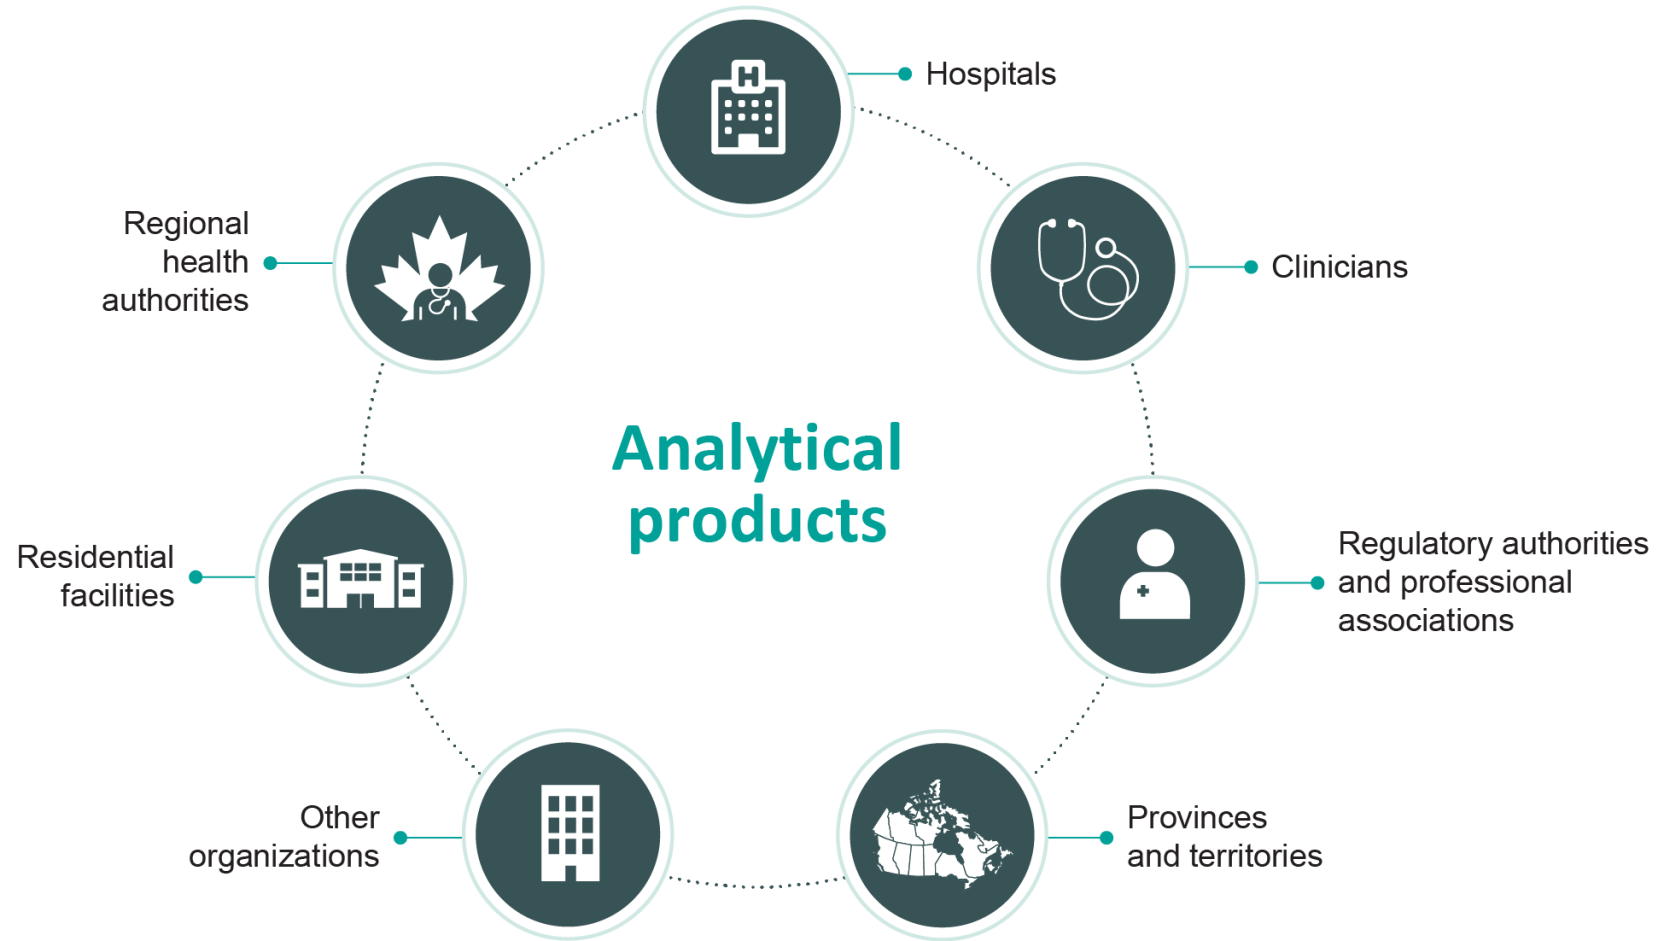 Hospitals
Clinicians
Regulatory authorities
and professional
associations
Provinces
and territories
Other
organizations
Residential
facilities
Regional
health
authorities
Analytical
products
H